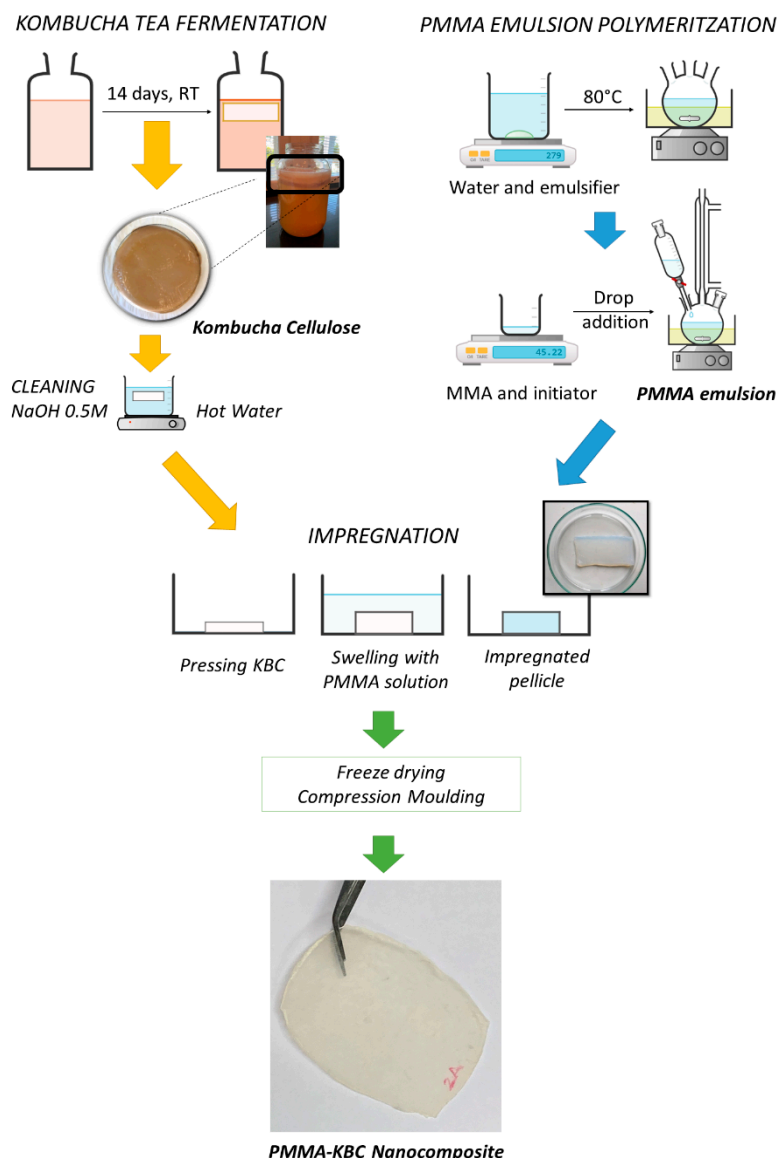 KOMBUCHA TEA FERMENTATION
14 days, RT
Kombucha Cellulose
CLEANING
NaOH 0.5M
Hot Water
PMMA EMULSION POLYMERITZATION
80°C
279
Water and emulsifier
Drop
addition
45.22
MMA and initiator
PMMA emulsion
IMPREGNATION
Pressing KBC
Swelling with
PMMA solution
Impregnated
pellicle
Freeze drying
Compression Moulding
2A
PMMA-KBC Nanocomposite